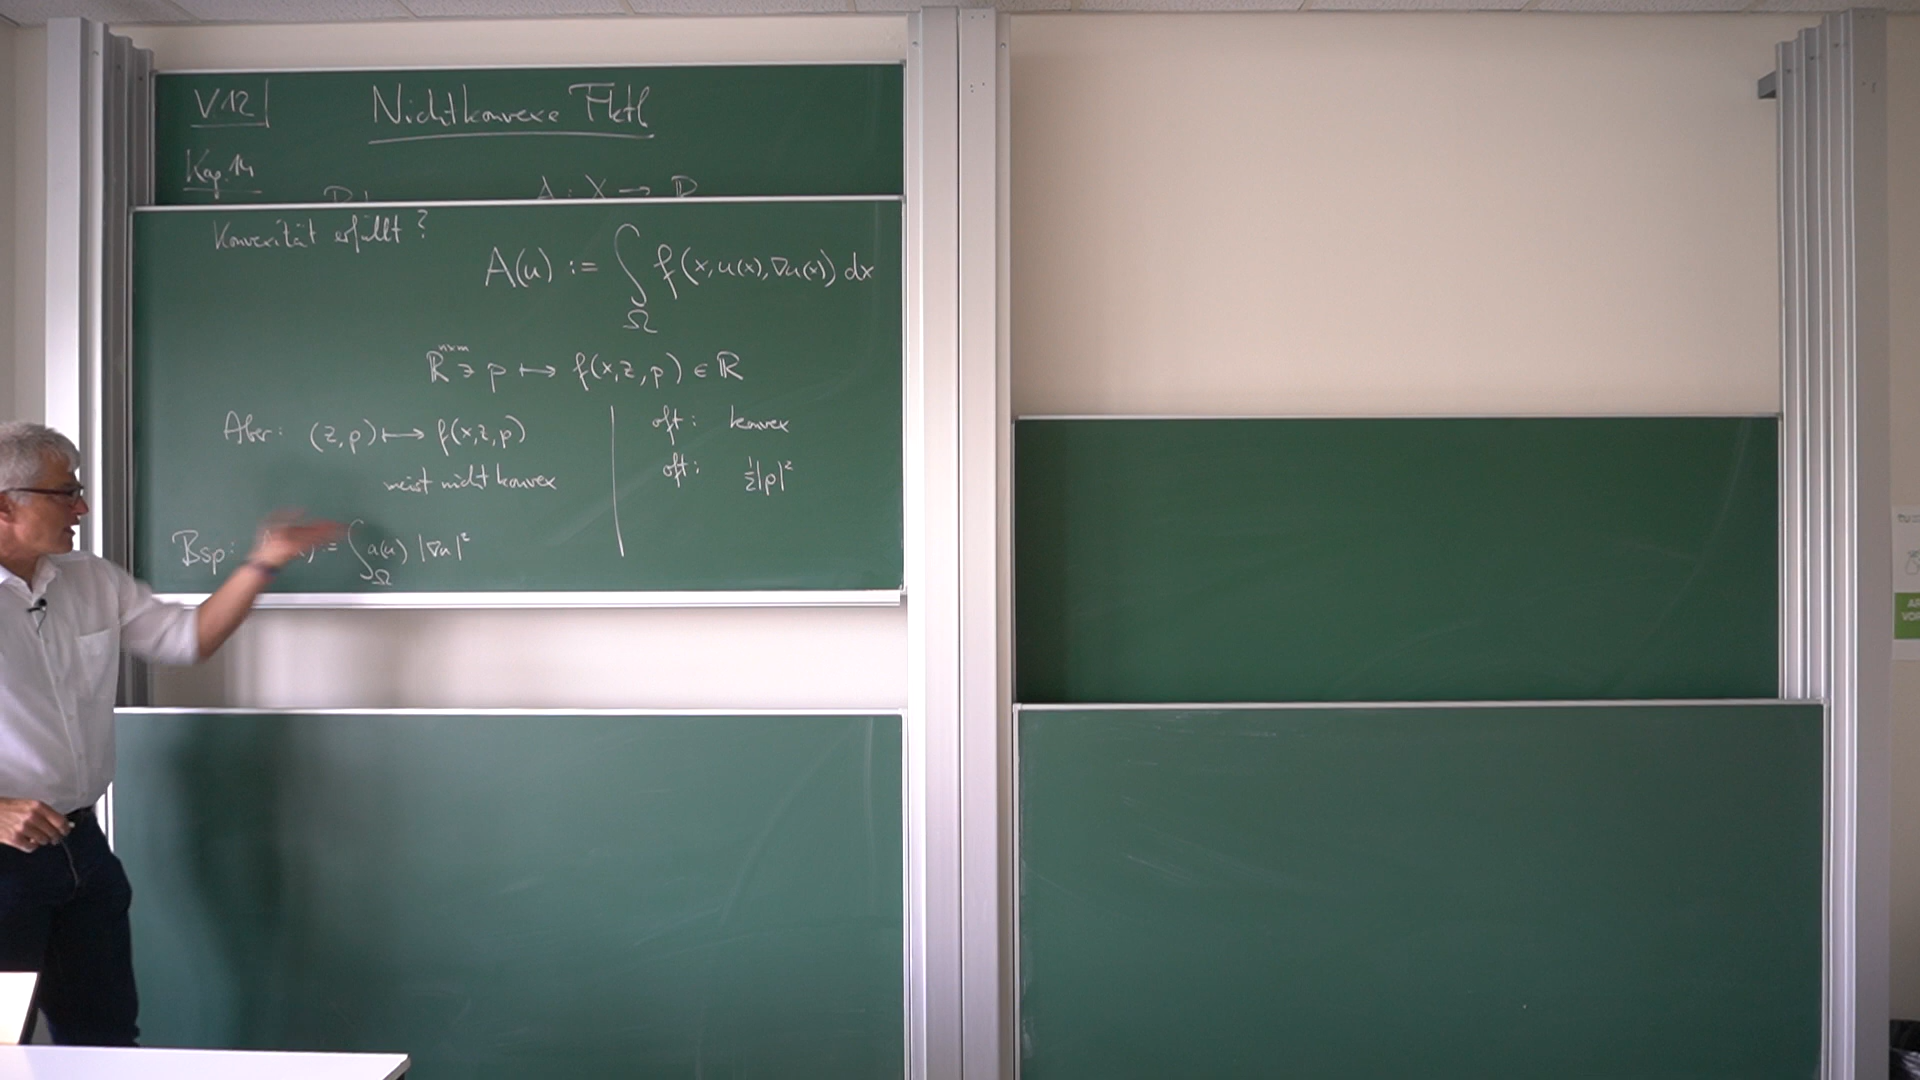 V.12 Nichtkonvexe Fktl
Kap. 14
A : X → ℝ
Konvexität erfüllt?
A(u) := ∫_Ω f(x, u(x), ∇u(x)) dx
ℝ^{n×m} ∋ p ↦ f(x, z, p) ∈ ℝ
Aber: (z, p) ↦ f(x, z, p)
meist nicht konvex
oft: konvex
oft: ½|p|²
Bsp: := ∫_Ω a(u) |∇u|²